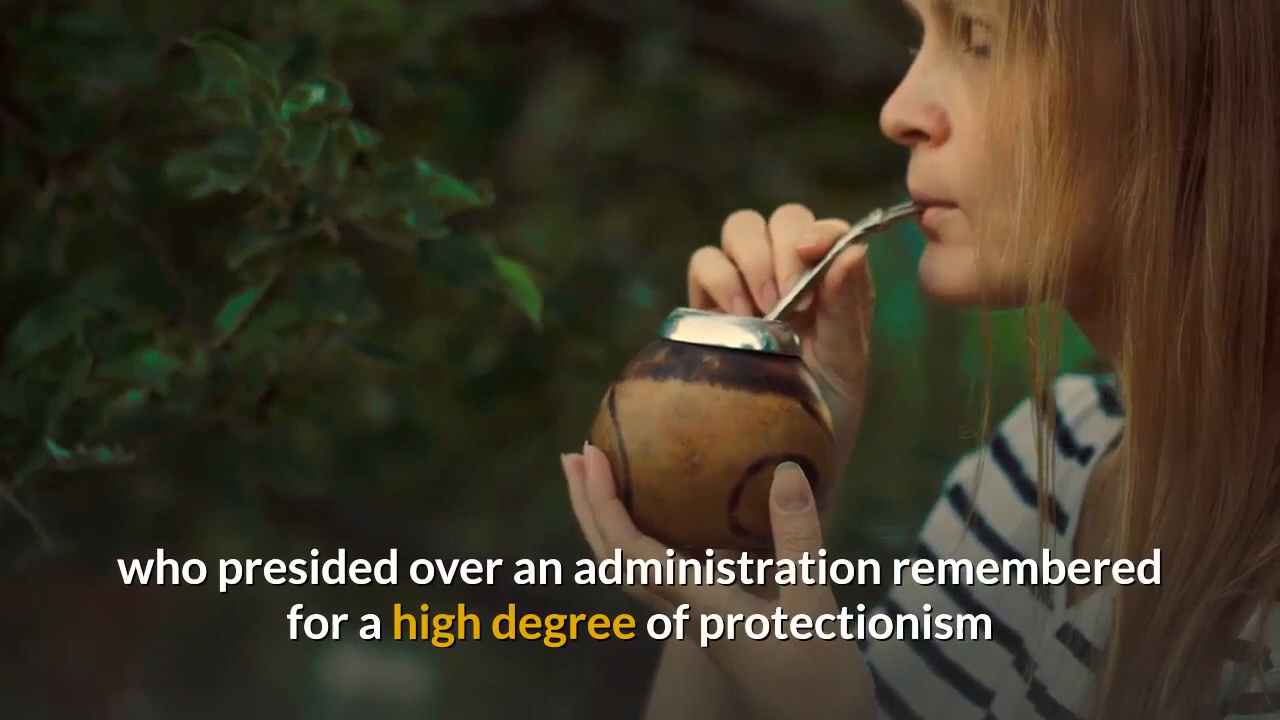 who presided over an administration remembered
for a high degree of protectionism